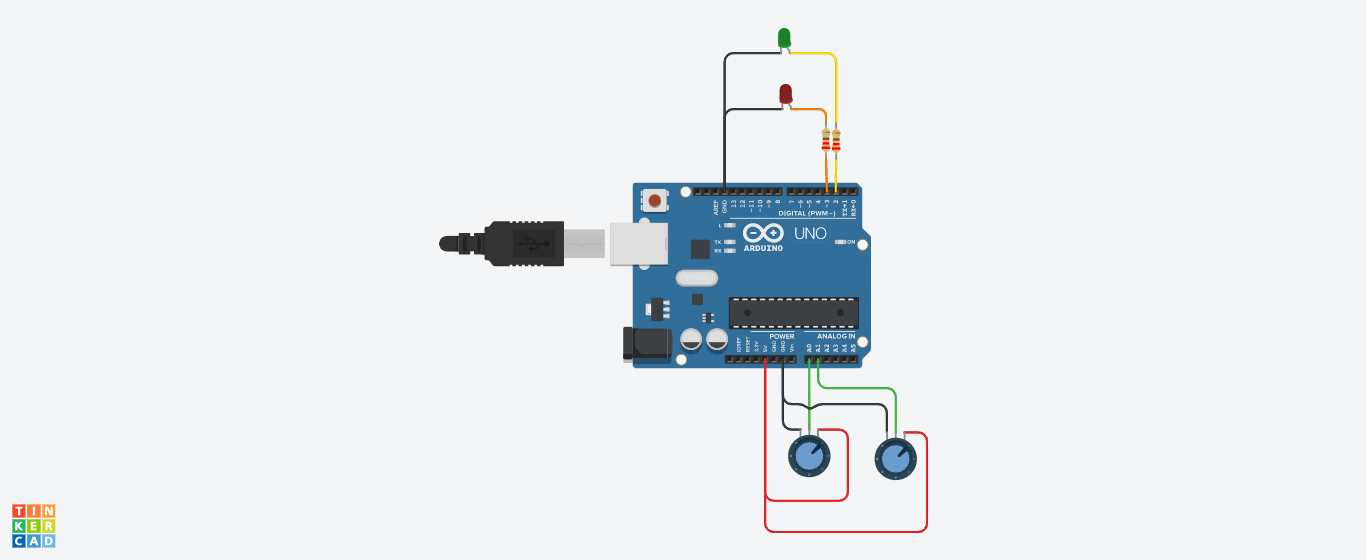 AREF
GND
13
12
~11
~10
~9
8
7
~6
~5
4
~3
2
TX→1
RX←0
DIGITAL (PWM~)
L
TX
RX
UNO
ARDUINO
ON
POWER
ANALOG IN
IOREF
RESET
3.3V
5V
GND
GND
Vin
A0
A1
A2
A3
A4
A5
TIN
KER
CAD